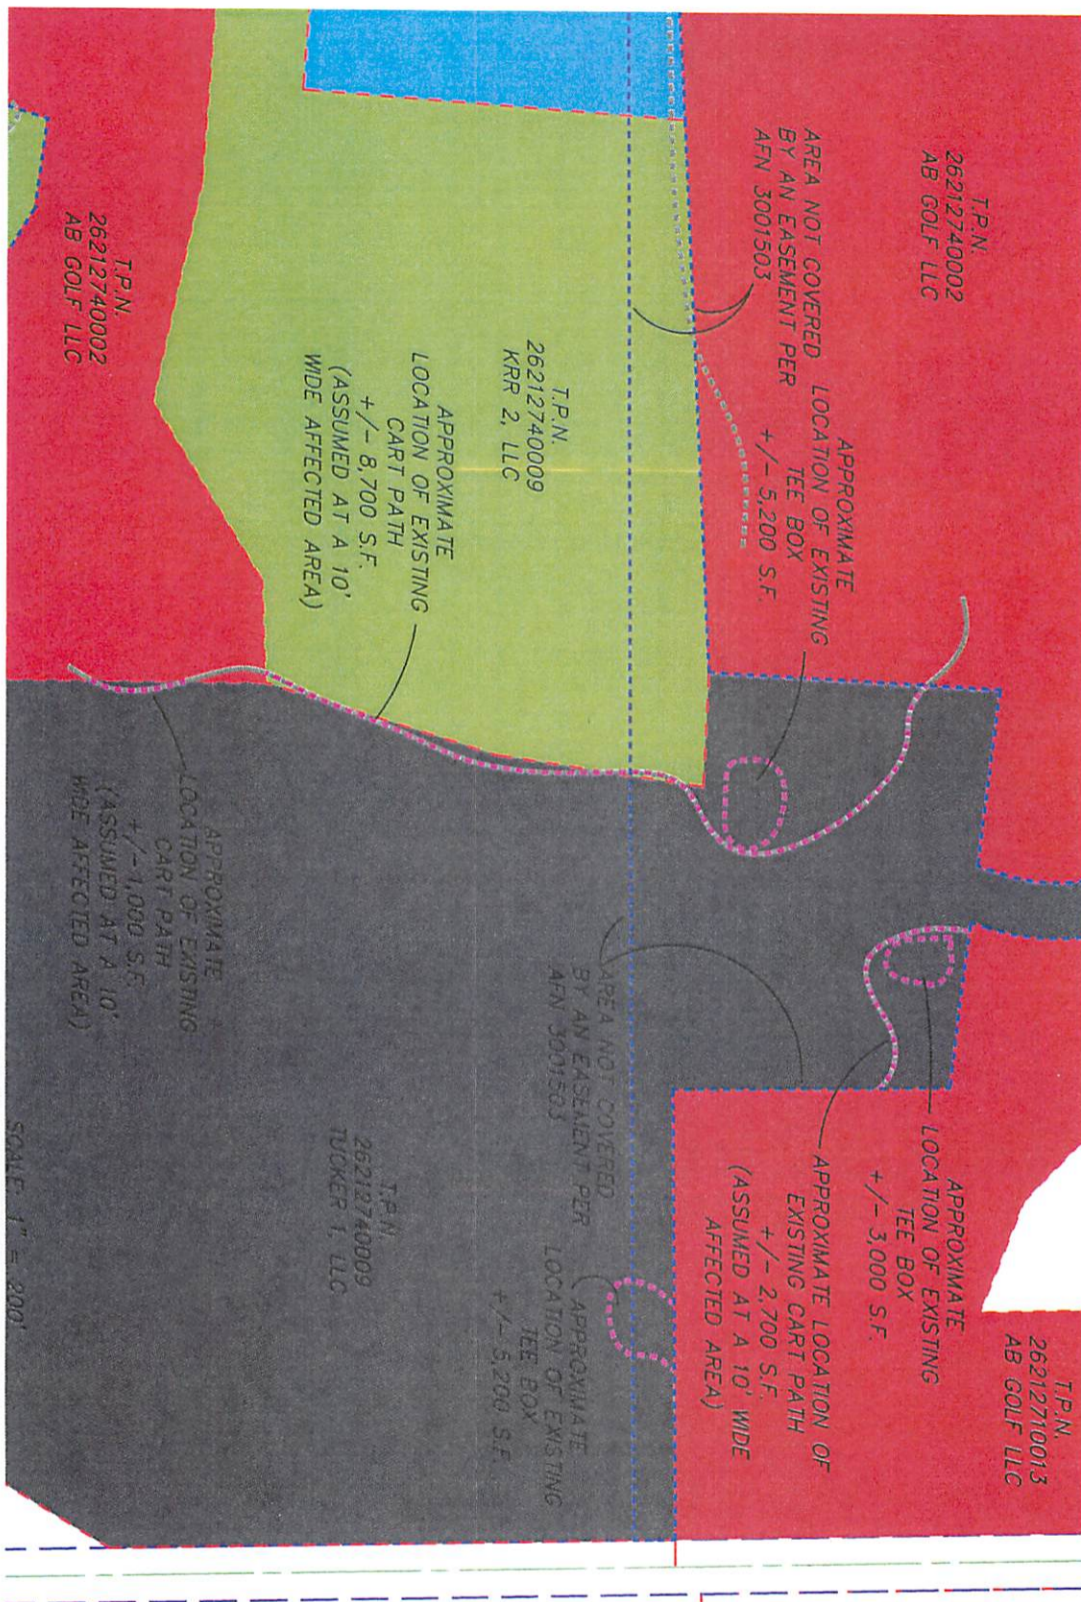 T.P.N.
26212740002
AB GOLF LLC
T.P.N.
26212710013
AB GOLF LLC
APPROXIMATE
LOCATION OF EXISTING
TEE BOX
+/- 3,000 S.F.
APPROXIMATE
LOCATION OF EXISTING
TEE BOX
+/- 5,200 S.F.
AREA NOT COVERED
BY AN EASEMENT PER
AFN 3001503
APPROXIMATE LOCATION OF
EXISTING CART PATH
+/- 2,700 S.F.
(ASSUMED AT A 10' WIDE
AFFECTED AREA)
AREA NOT COVERED
BY AN EASEMENT PER
AFN 3001503
APPROXIMATE
LOCATION OF EXISTING
TEE BOX
+/- 5,200 S.F.
T.P.N.
26212740009
KRR 2, LLC
APPROXIMATE
LOCATION OF EXISTING
CART PATH
+/- 8,700 S.F.
(ASSUMED AT A 10'
WIDE AFFECTED AREA)
T.P.N.
26212740009
TUCKER 1, LLC
APPROXIMATE
LOCATION OF EXISTING
CART PATH
+/- 1,000 S.F.
(ASSUMED AT A 10'
WIDE AFFECTED AREA)
T.P.N.
26212740002
AB GOLF LLC
SCALE: 1" = 200'